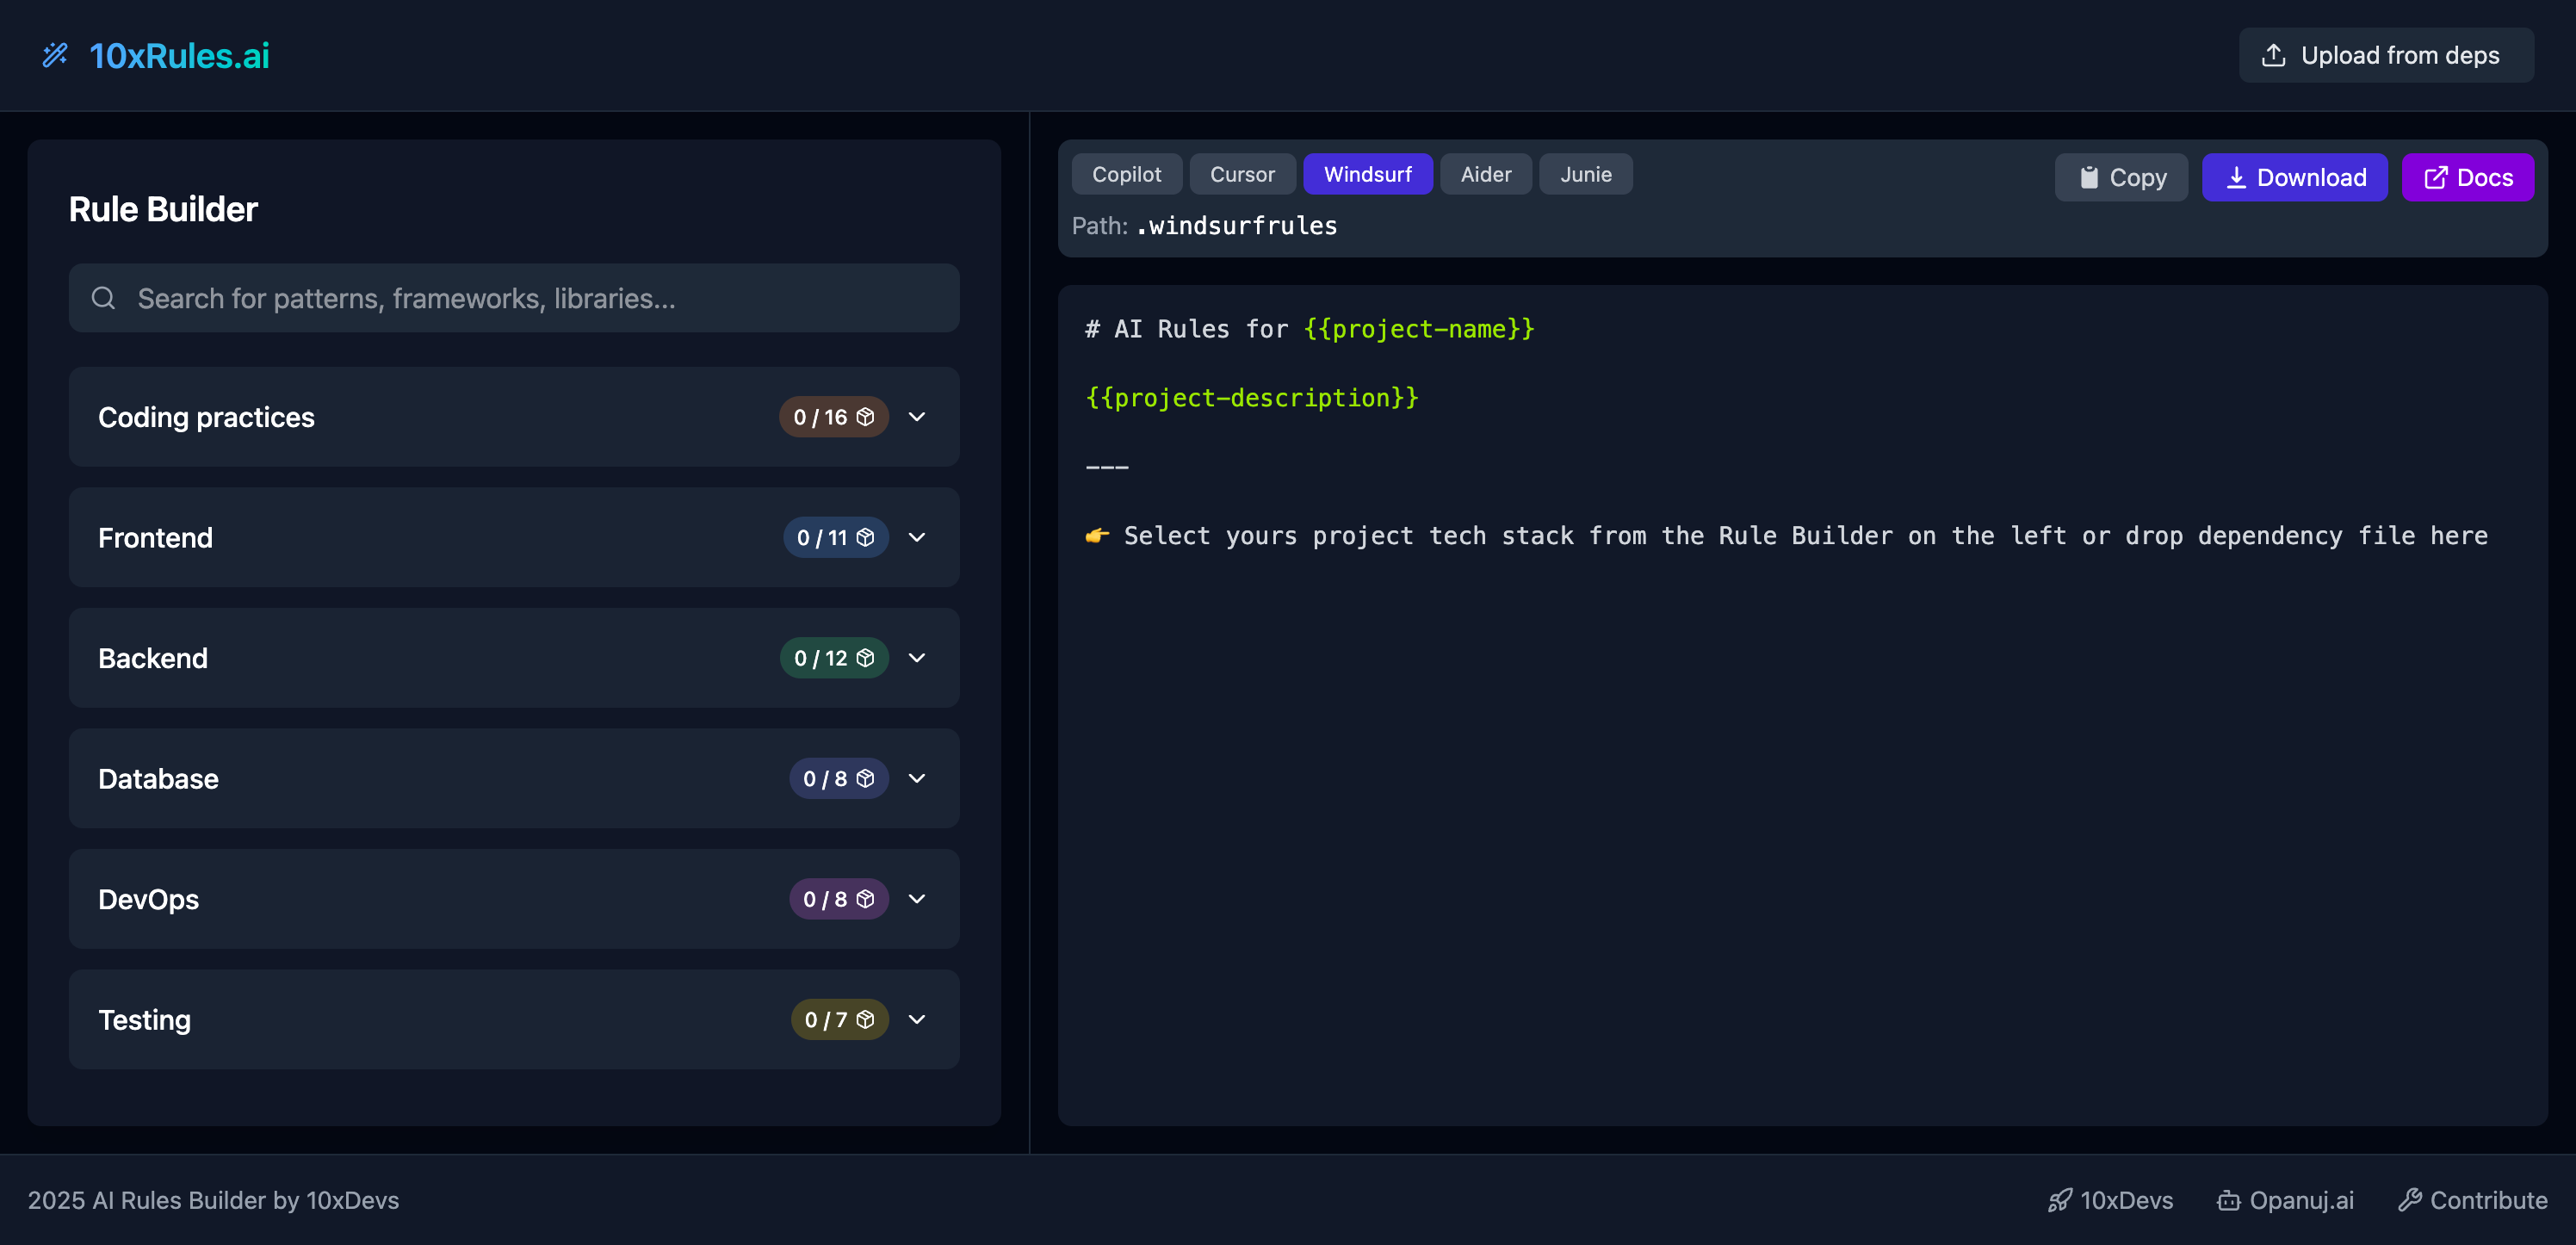 10xRules.ai
Upload from deps
Rule Builder
Search for patterns, frameworks, libraries...
Coding practices 0 / 16
Frontend 0 / 11
Backend 0 / 12
Database 0 / 8
DevOps 0 / 8
Testing 0 / 7
Copilot Cursor Windsurf Aider Junie
Copy Download Docs
Path: .windsurfrules
# AI Rules for {{project-name}}
{{project-description}}
---
👉 Select yours project tech stack from the Rule Builder on the left or drop dependency file here
2025 AI Rules Builder by 10xDevs
10xDevs Opanuj.ai Contribute